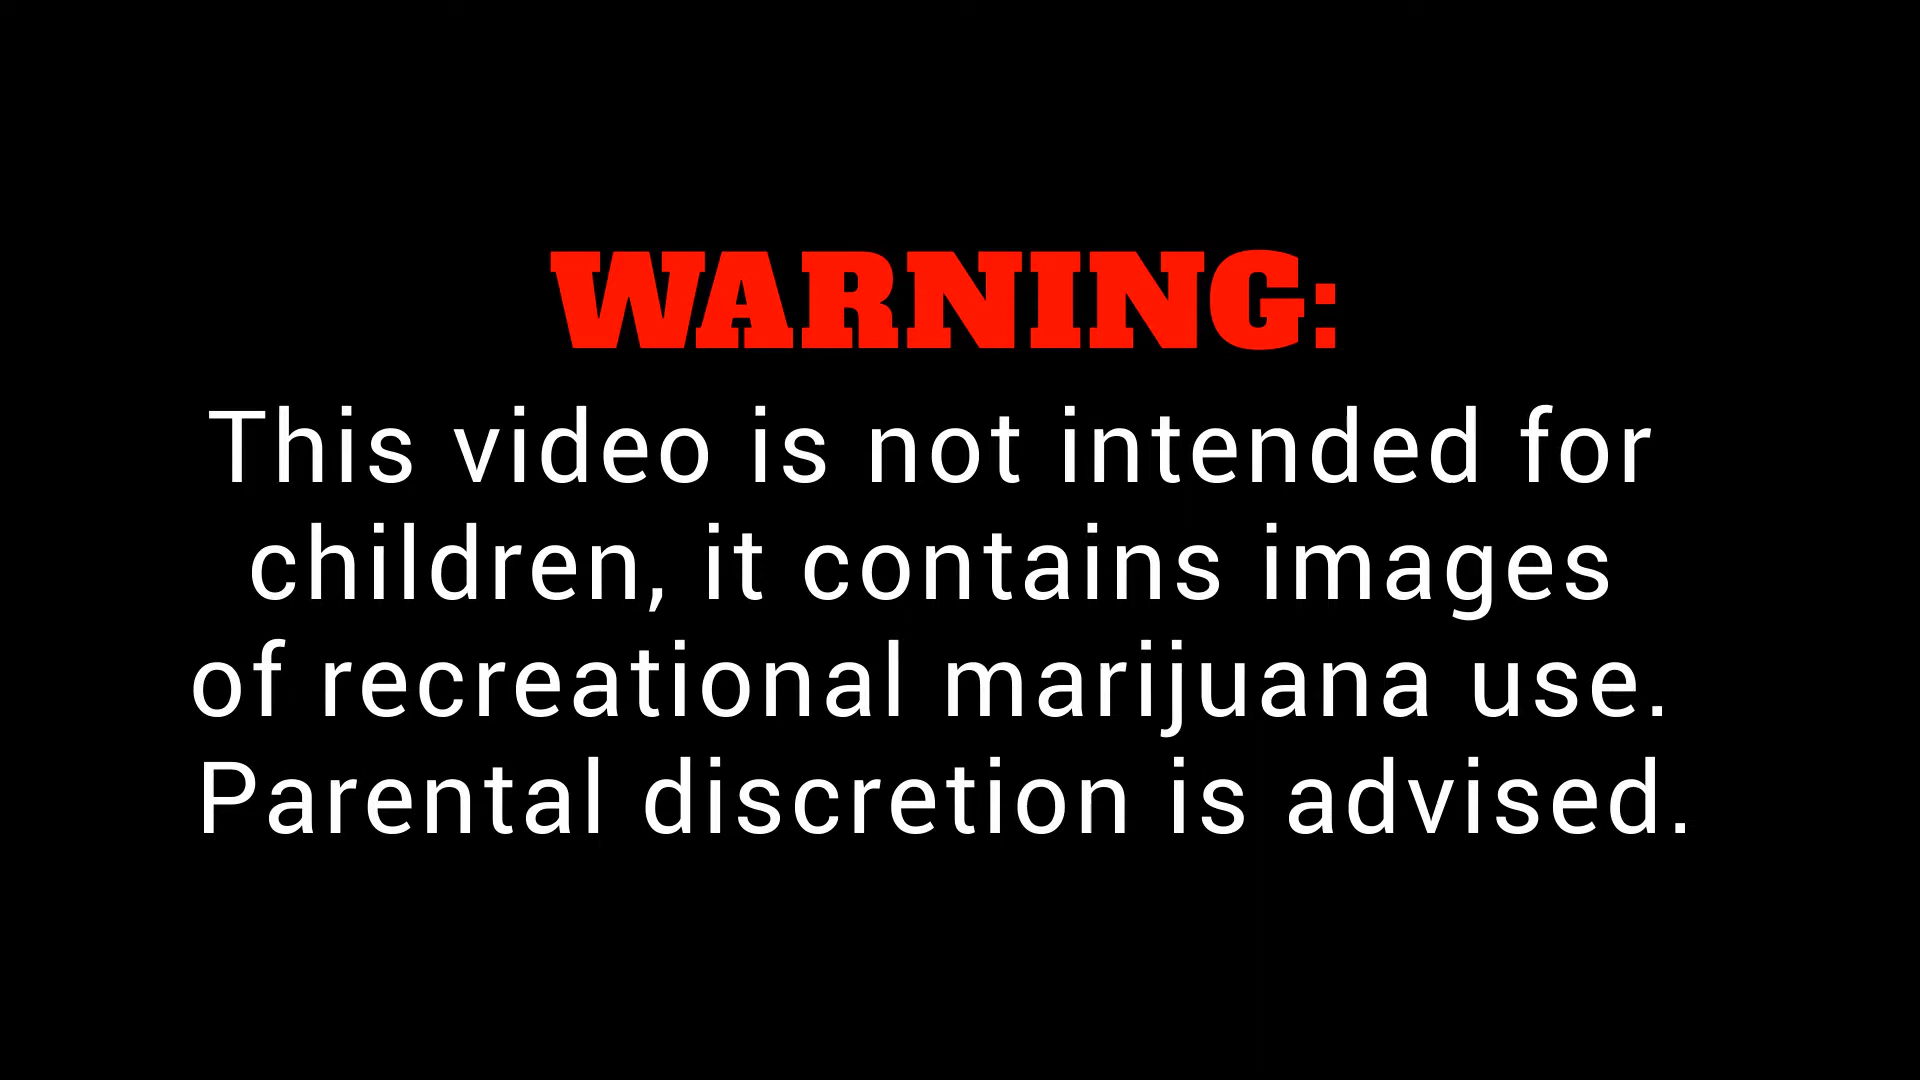 WARNING:
This video is not intended for
children, it contains images
of recreational marijuana use.
Parental discretion is advised.